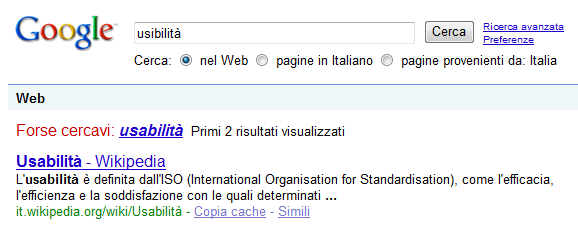 Google
usibilità
Cerca
Ricerca avanzata
Preferenze
Cerca: nel Web pagine in Italiano pagine provenienti da: Italia
Web
Forse cercavi: usabilità Primi 2 risultati visualizzati
Usabilità - Wikipedia
L'usabilità è definita dall'ISO (International Organisation for Standardisation), come l'efficacia,
l'efficienza e la soddisfazione con le quali determinati ...
it.wikipedia.org/wiki/Usabilità - Copia cache - Simili